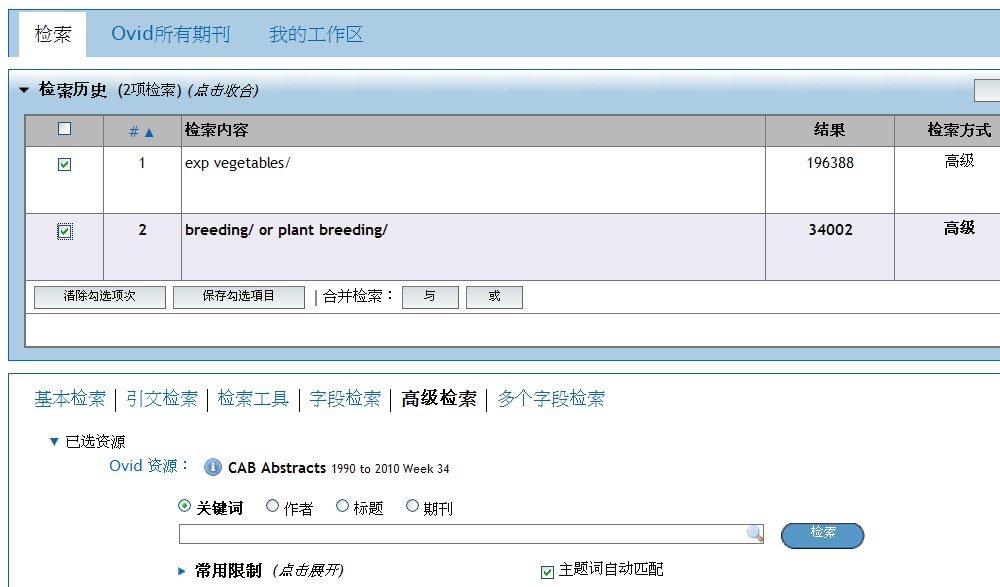 检索 Ovid所有期刊 我的工作区
检索历史 (2项检索) (点击收合)
# ▲ 检索内容 结果 检索方式
1 exp vegetables/ 196388 高级
2 breeding/ or plant breeding/ 34002 高级
清除勾选项次 保存勾选項目 | 合并检索： 与 或
基本检索 | 引文检索 | 检索工具 | 字段检索 | 高级检索 | 多个字段检索
▼ 已选资源
Ovid 资源： CAB Abstracts 1990 to 2010 Week 34
关键词 作者 标题 期刊
检索
常用限制 (点击展开) 主题词自动匹配